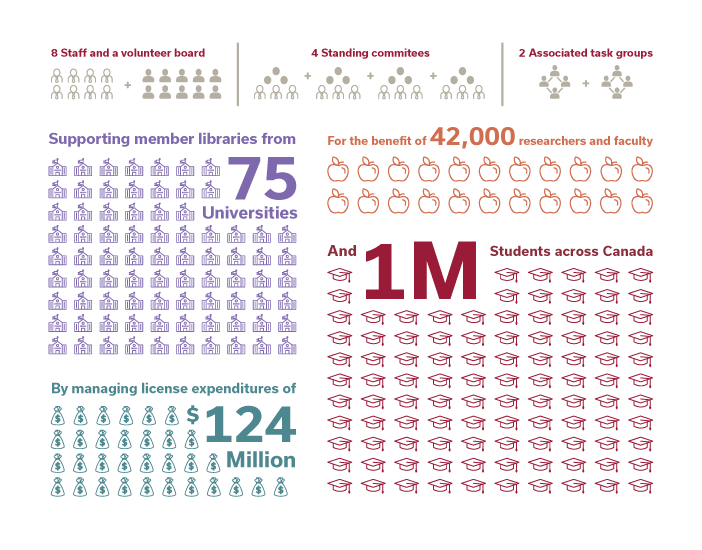 8 Staff and a volunteer board
4 Standing commitees
2 Associated task groups
+
+
+
+
+
Supporting member libraries from
75
Universities
For the benefit of 42,000 researchers and faculty
And 1M Students across Canada
By managing license expenditures of
$124
Million